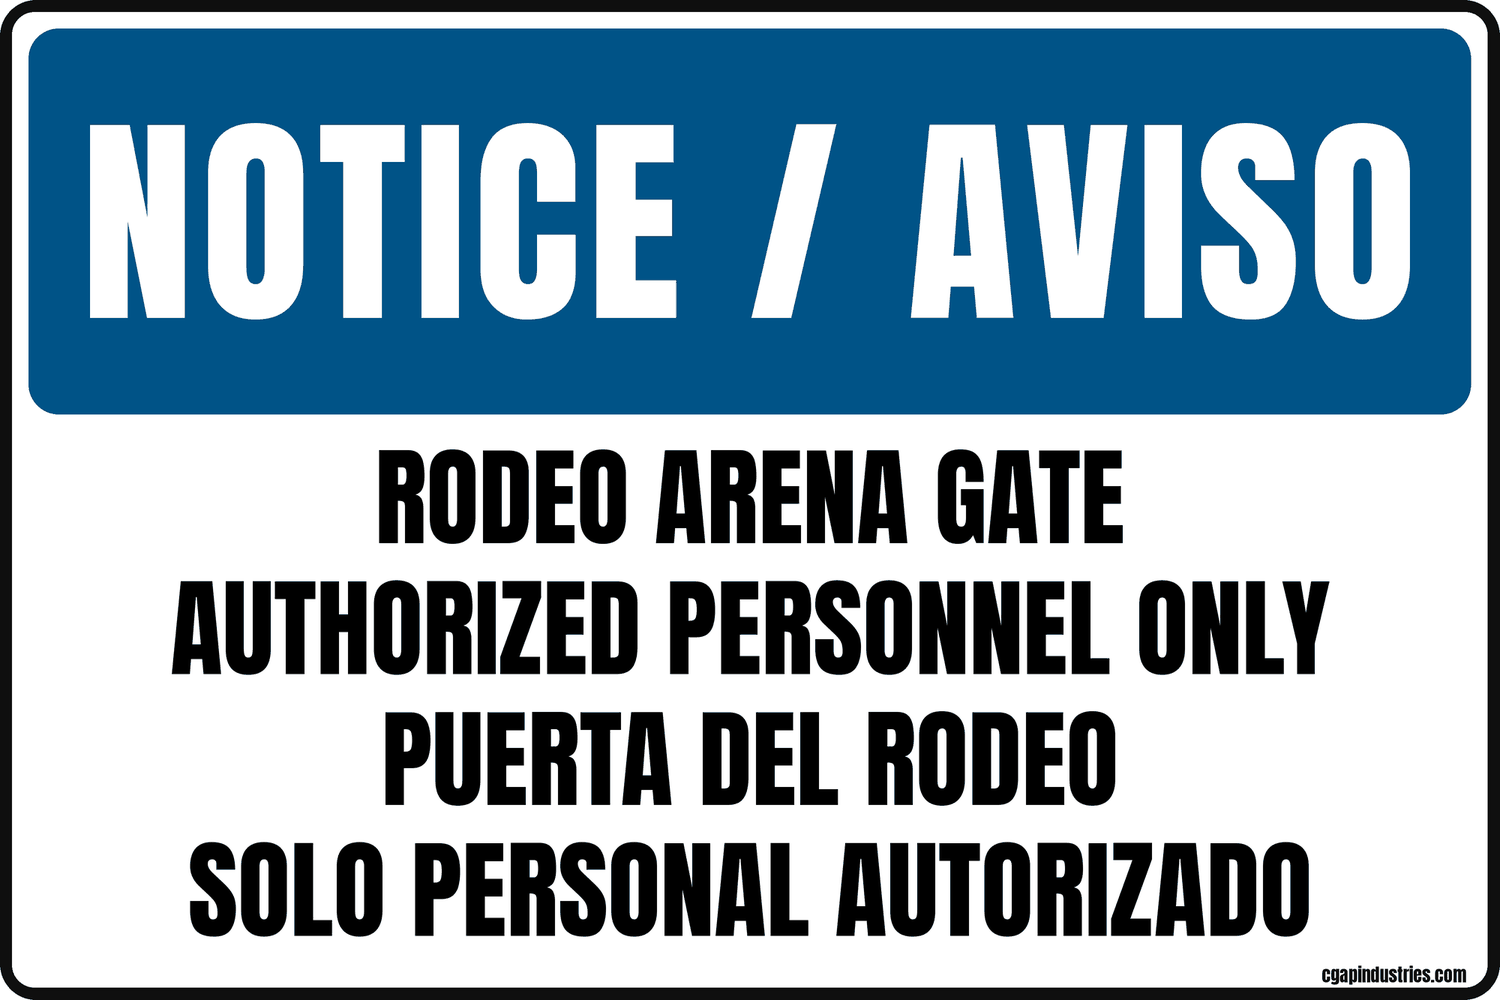 NOTICE / AVISO
RODEO ARENA GATE
AUTHORIZED PERSONNEL ONLY
PUERTA DEL RODEO
SOLO PERSONAL AUTORIZADO
cgapindustries.com